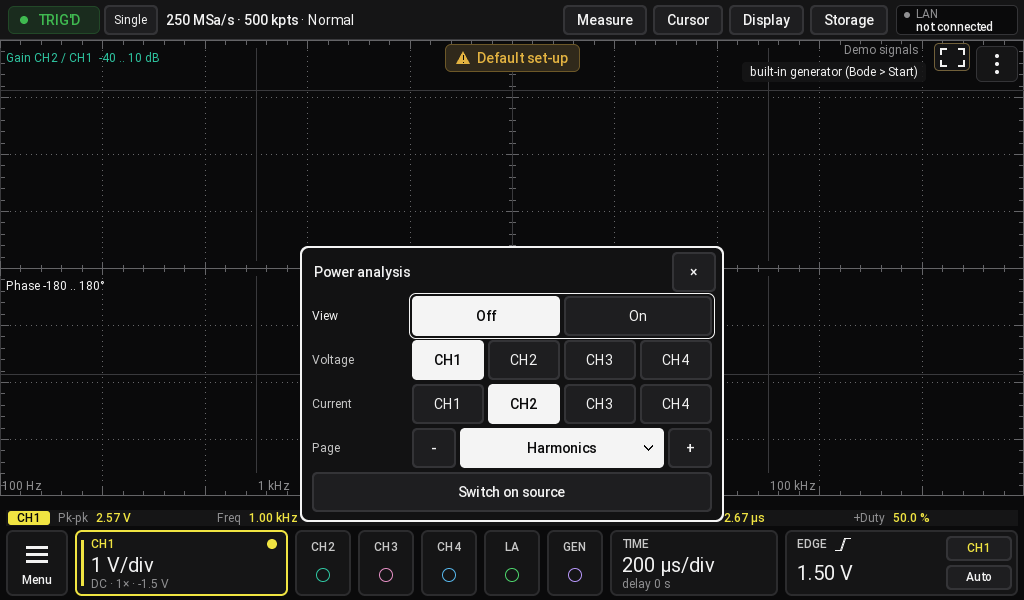 TRIG'D
Single
250 MSa/s · 500 kpts · Normal
Measure
Cursor
Display
Storage
LAN
not connected
Gain CH2 / CH1 -40 .. 10 dB
Default set-up
Demo signals
built-in generator (Bode > Start)
Power analysis
×
Phase -180 .. 180°
View
Off
On
Voltage
CH1
CH2
CH3
CH4
Current
CH1
CH2
CH3
CH4
Page
-
Harmonics
+
Switch on source
100 Hz
1 kHz
100 kHz
CH1
Pk-pk 2.57 V
Freq 1.00 kHz
2.67 µs
+Duty 50.0 %
Menu
CH1
1 V/div
DC · 1× · -1.5 V
CH2
CH3
CH4
LA
GEN
TIME
200 µs/div
delay 0 s
EDGE
1.50 V
CH1
Auto